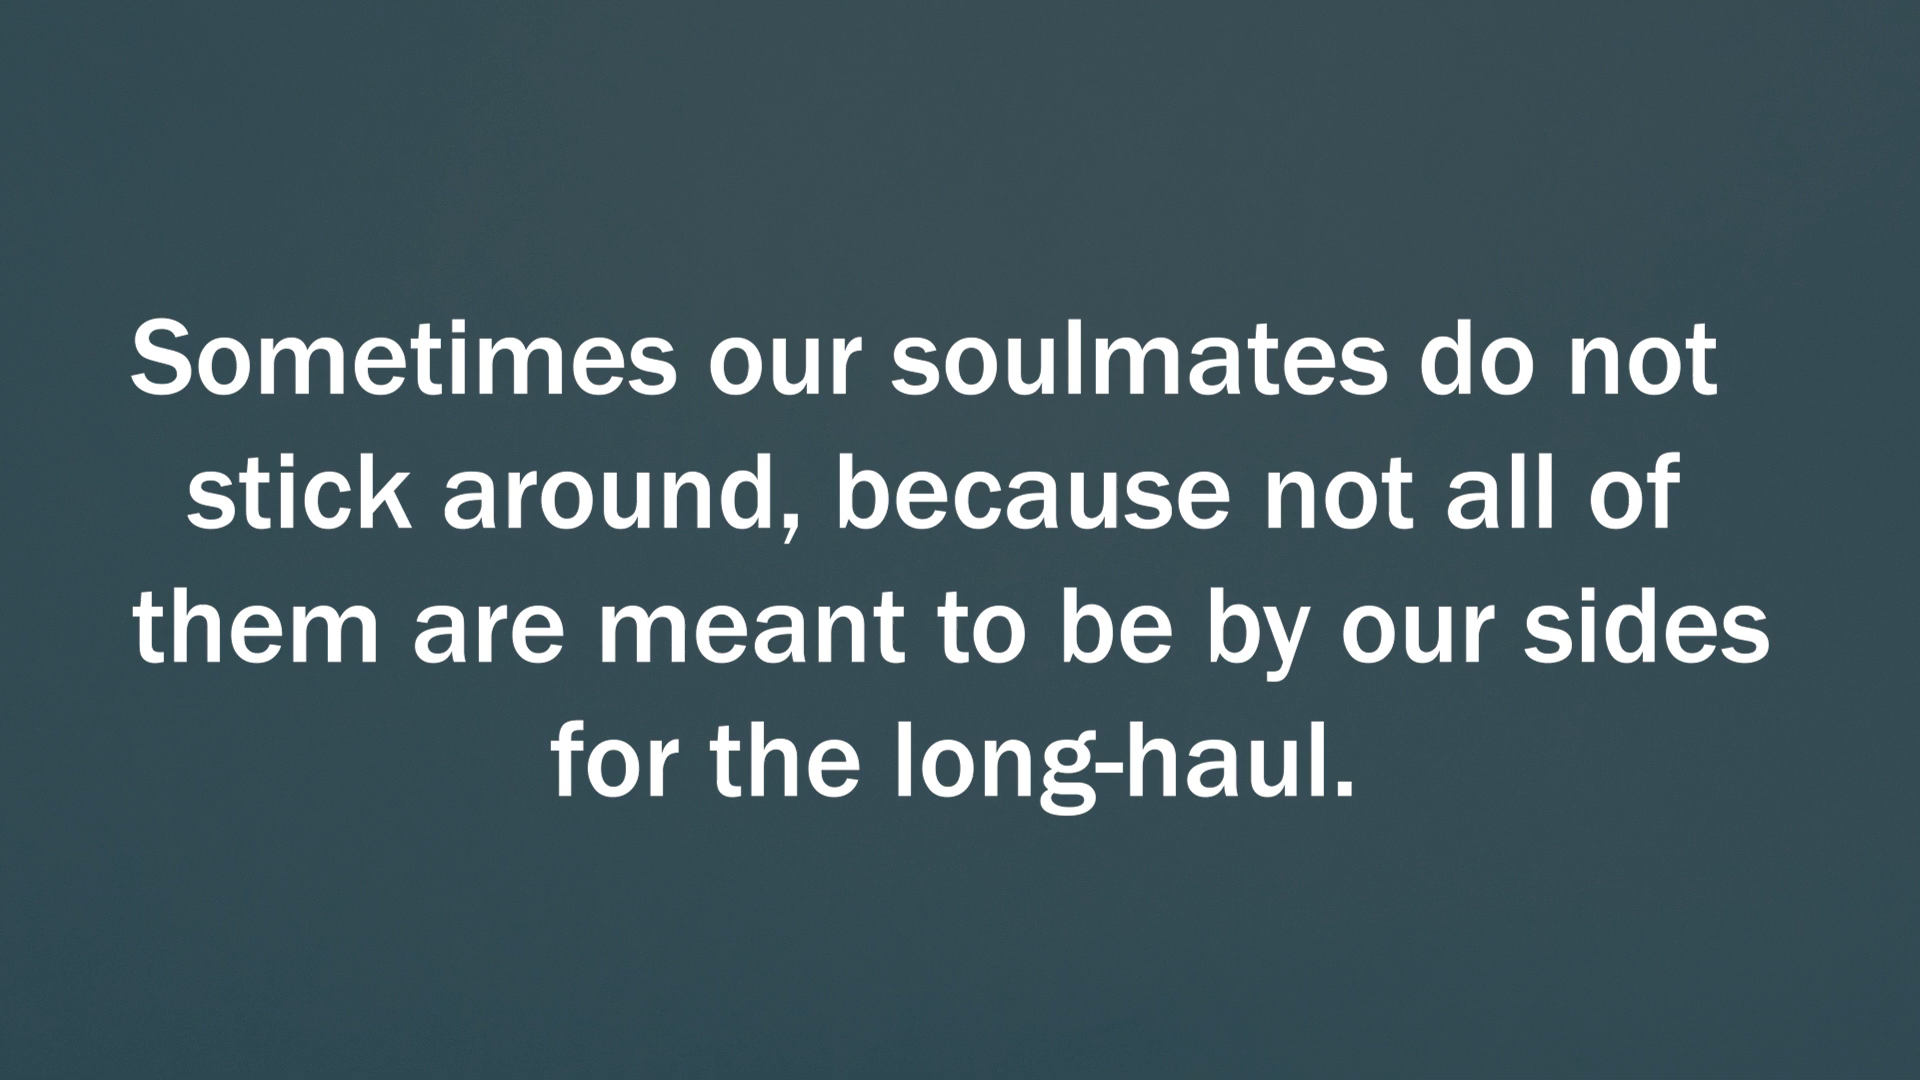 Sometimes our soulmates do not
stick around, because not all of
them are meant to be by our sides
for the long-haul.